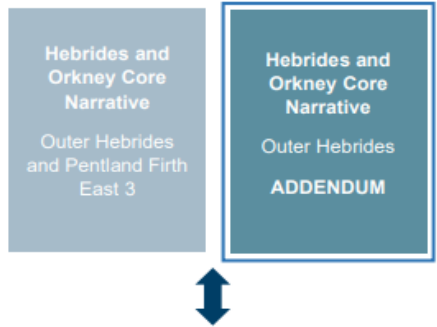 Hebrides and
Orkney Core
Narrative
Outer Hebrides
and Pentland Firth
East 3
Hebrides and
Orkney Core
Narrative
Outer Hebrides
ADDENDUM